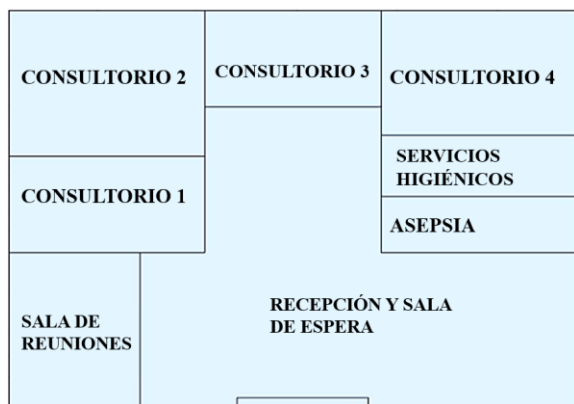 CONSULTORIO 2
CONSULTORIO 3
CONSULTORIO 4
SERVICIOS
HIGIÉNICOS
CONSULTORIO 1
ASEPSIA
SALA DE
REUNIONES
RECEPCIÓN Y SALA
DE ESPERA